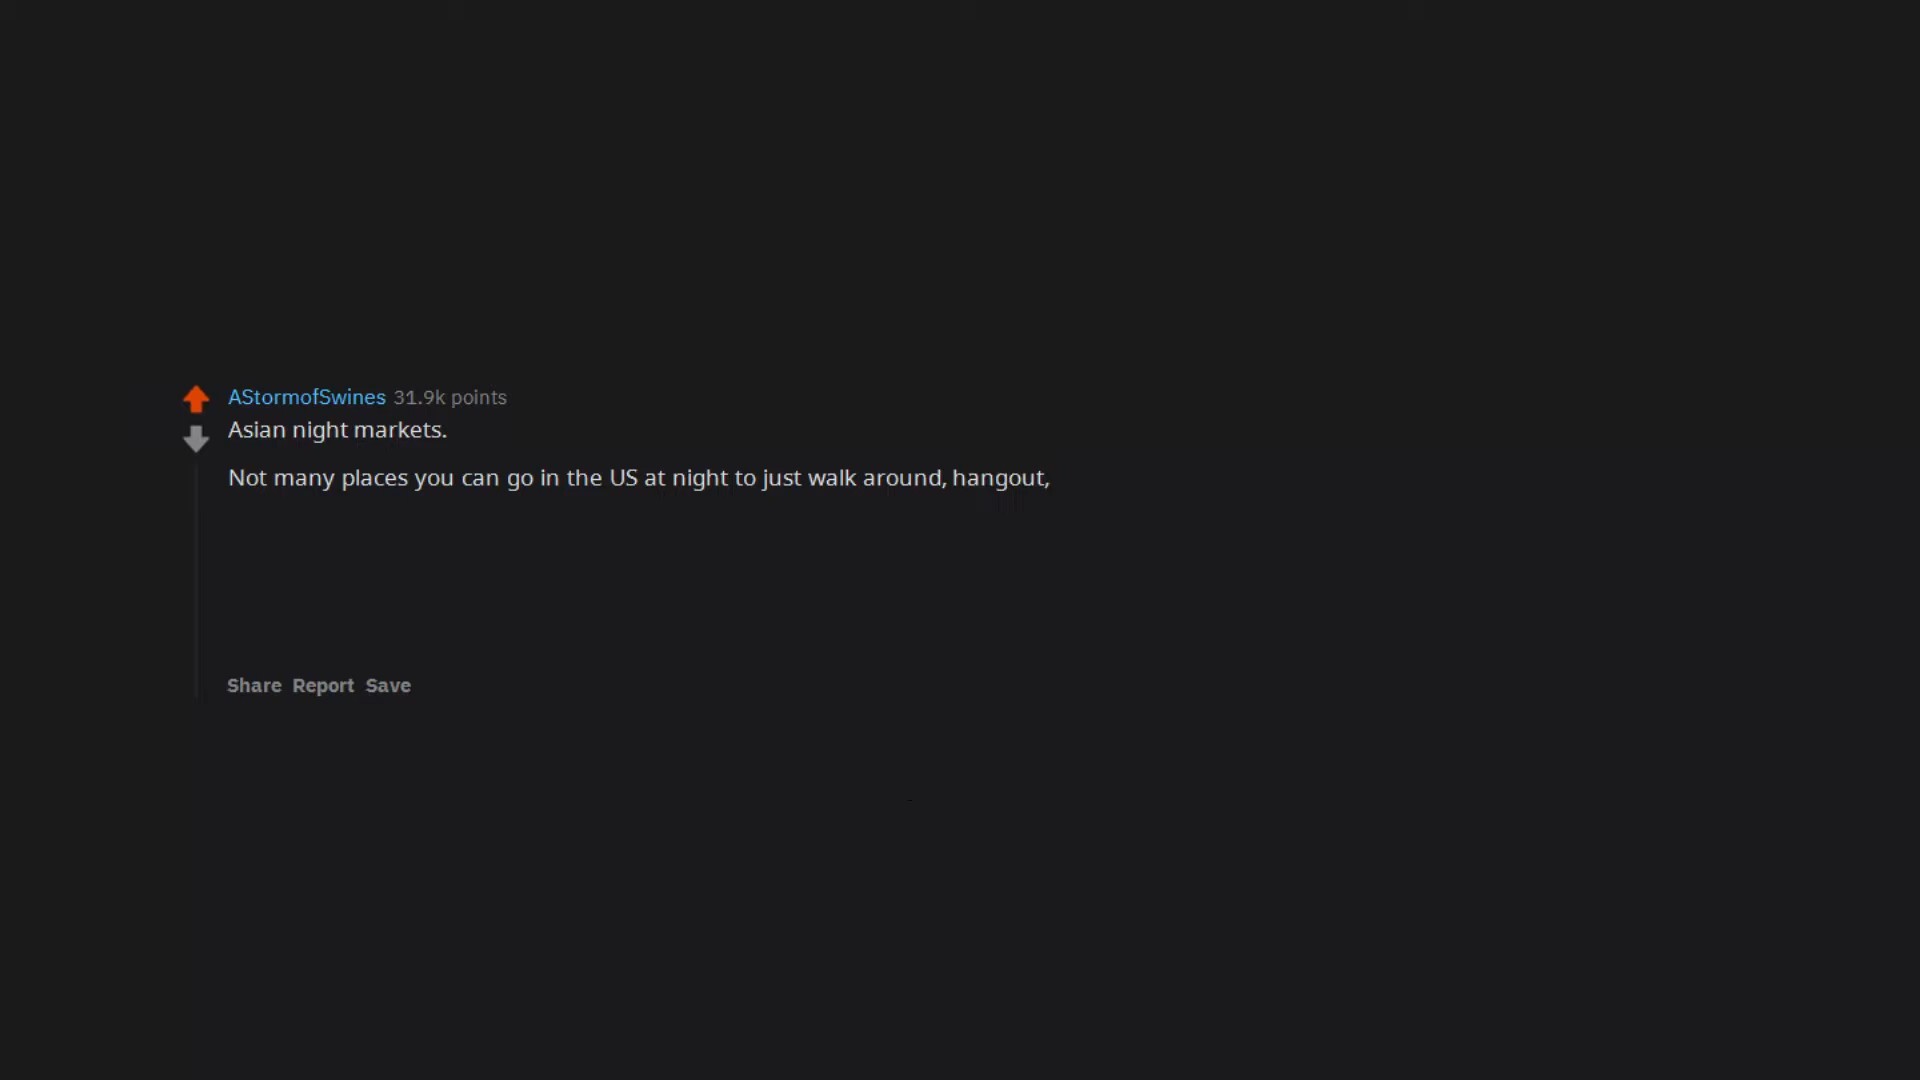 AStormofSwines 31.9k points
Asian night markets.
Not many places you can go in the US at night to just walk around, hangout,
Share Report Save